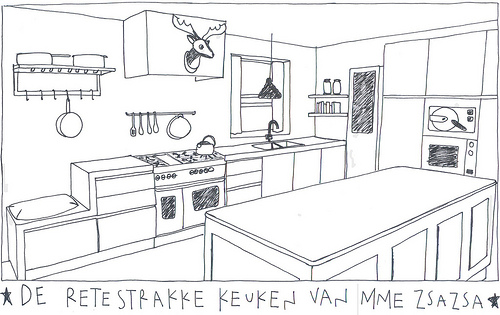 ★ DE RETESTRAKKE KEUKEN VAN MME ZSAZSA ★